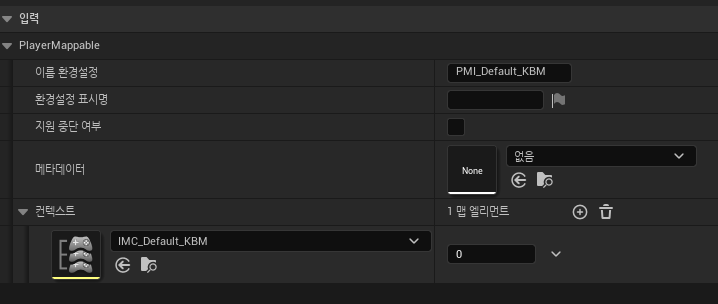 입력
PlayerMappable
이름 환경설정
PMI_Default_KBM
환경설정 표시명
지원 중단 여부
메타데이터
None
없음
컨텍스트
1 맵 엘리먼트
IMC_Default_KBM
0